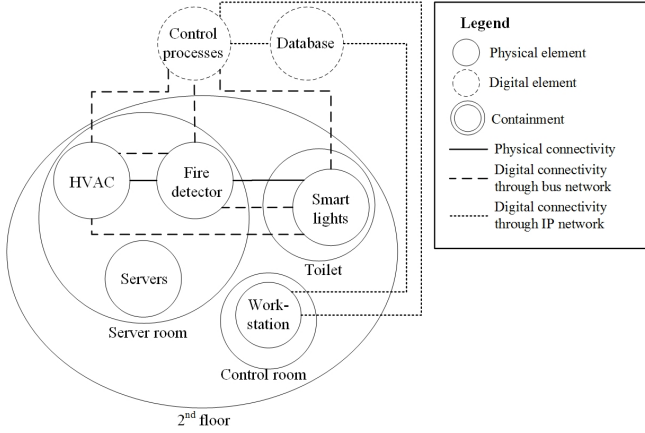 Control
processes
Database
HVAC
Fire
detector
Smart
lights
Toilet
Servers
Server room
Work-
station
Control room
2nd floor
Legend
Physical element
Digital element
Containment
Physical connectivity
Digital connectivity
through bus network
Digital connectivity
through IP network